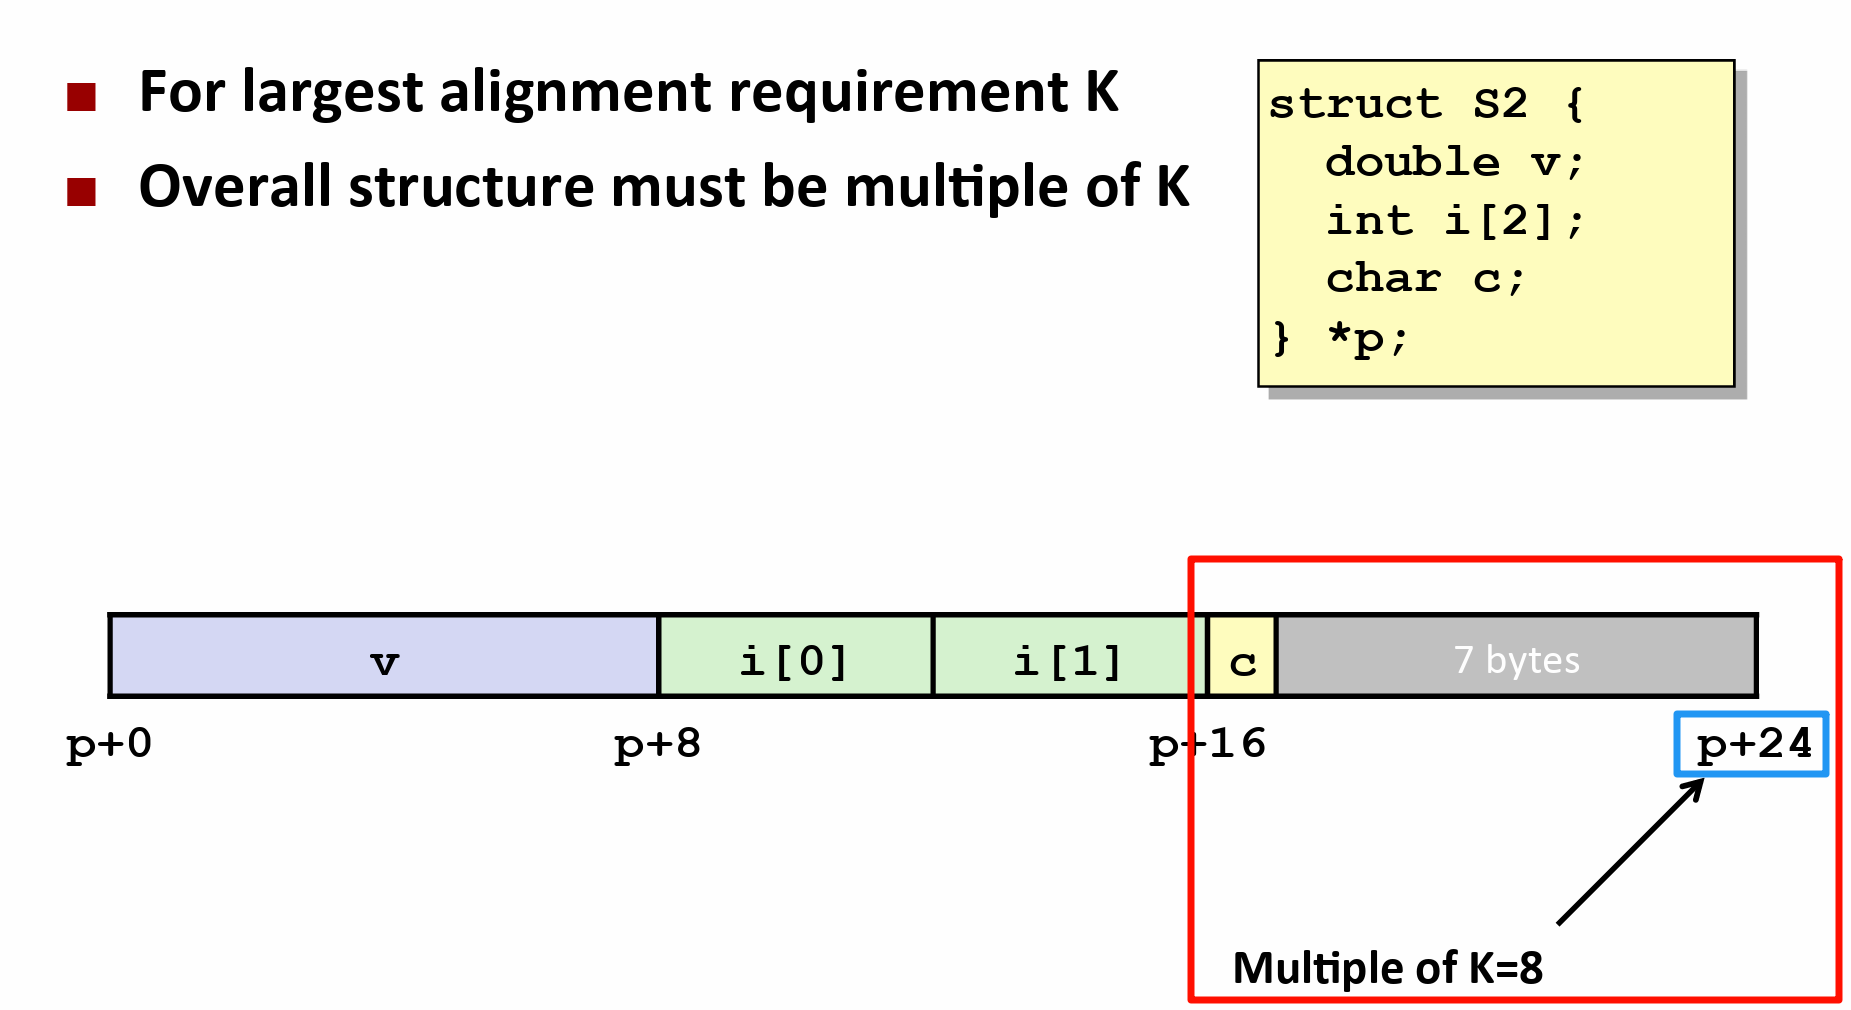 For largest alignment requirement K
Overall structure must be multiple of K
struct S2 {
  double v;
  int i[2];
  char c;
} *p;
v i[0] i[1] c 7 bytes
p+0 p+8 p+16 p+24
Multiple of K=8